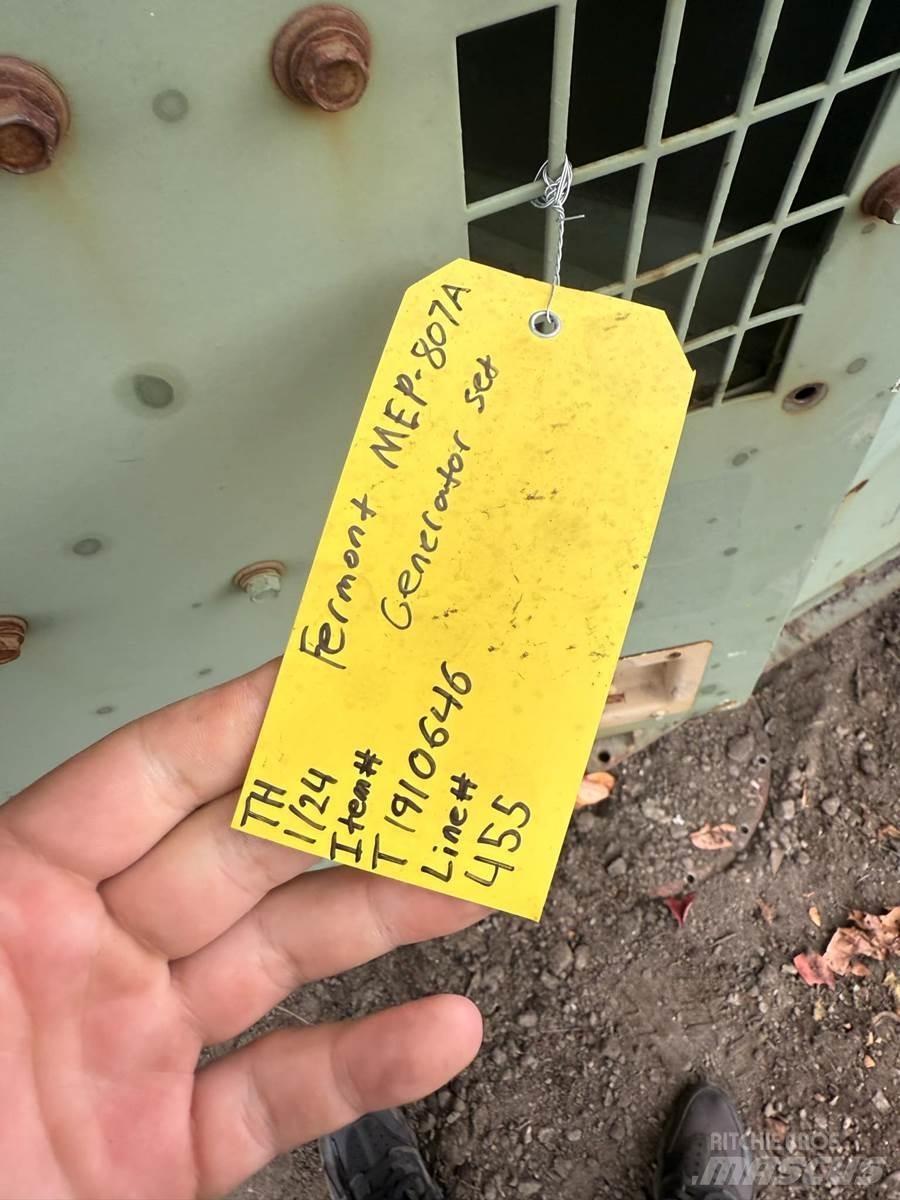 Fermont MEP-807A
Generator set
TH
1/24
Item#
T1910646
Line#
455
RITCHIE BROS.
MASCUS